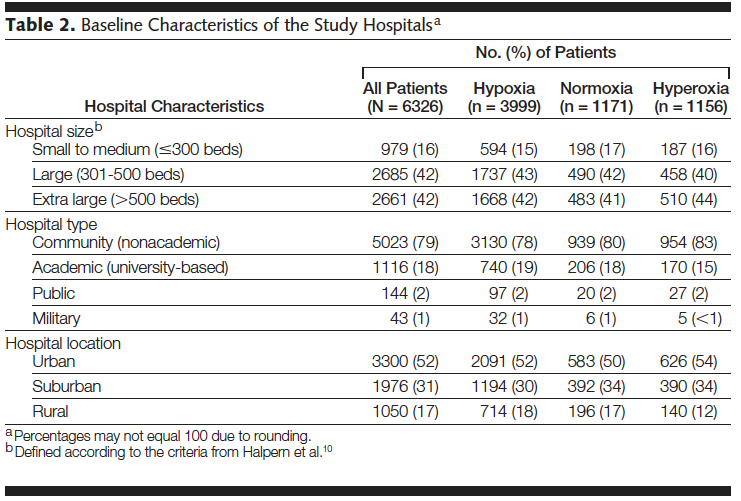 Table 2. Baseline Characteristics of the Study Hospitalsa
No. (%) of Patients
Hospital Characteristics All Patients (N = 6326) Hypoxia (n = 3999) Normoxia (n = 1171) Hyperoxia (n = 1156)
Hospital sizeb
Small to medium (≤300 beds) 979 (16) 594 (15) 198 (17) 187 (16)
Large (301-500 beds) 2685 (42) 1737 (43) 490 (42) 458 (40)
Extra large (>500 beds) 2661 (42) 1668 (42) 483 (41) 510 (44)
Hospital type
Community (nonacademic) 5023 (79) 3130 (78) 939 (80) 954 (83)
Academic (university-based) 1116 (18) 740 (19) 206 (18) 170 (15)
Public 144 (2) 97 (2) 20 (2) 27 (2)
Military 43 (1) 32 (1) 6 (1) 5 (<1)
Hospital location
Urban 3300 (52) 2091 (52) 583 (50) 626 (54)
Suburban 1976 (31) 1194 (30) 392 (34) 390 (34)
Rural 1050 (17) 714 (18) 196 (17) 140 (12)
a Percentages may not equal 100 due to rounding.
b Defined according to the criteria from Halpern et al.10